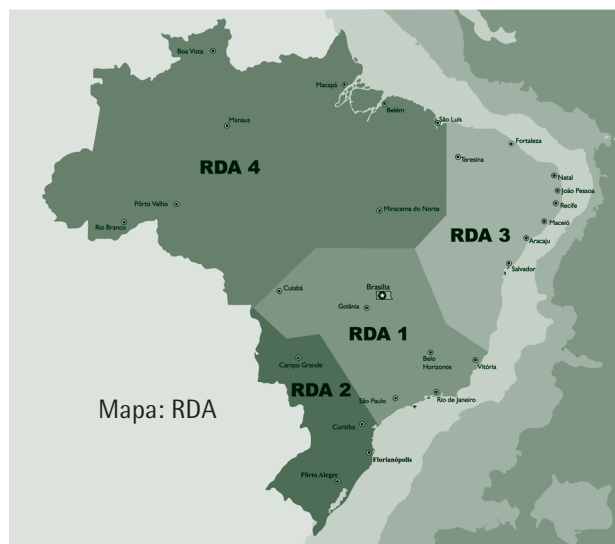 Boa Vista
Macapá
Belém
São Luís
Manaus
Fortaleza
Teresina
RDA 4
Natal
João Pessoa
Pôrto Velho
Recife
Miracema do Norte
Maceió
Rio Branco
RDA 3
Aracaju
Salvador
Cuiabá
Brasília
Goiânia
RDA 1
Belo
Horizonte
Vitória
Campo Grande
RDA 2
São Paulo
Rio de Janeiro
Mapa: RDA
Curitiba
Florianópolis
Pôrto Alegre